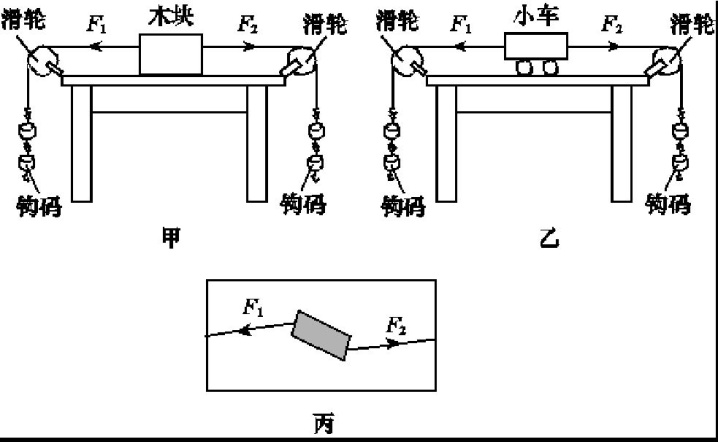 滑轮 F₁ 木块 F₂ 滑轮
钩码 钩码
甲
滑轮 F₁ 小车 F₂ 滑轮
钩码 钩码
乙
F₁ F₂
丙